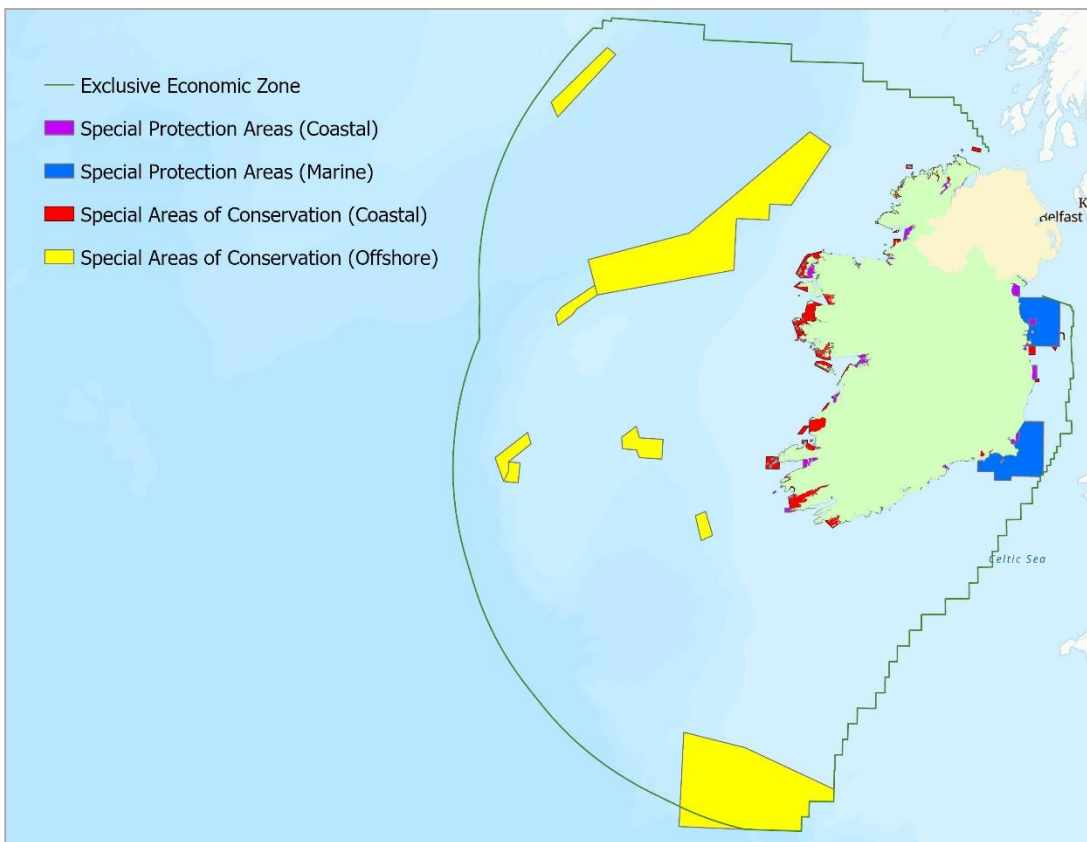 Exclusive Economic Zone
Special Protection Areas (Coastal)
Special Protection Areas (Marine)
Special Areas of Conservation (Coastal)
Special Areas of Conservation (Offshore)
K
elfast
Celtic Sea